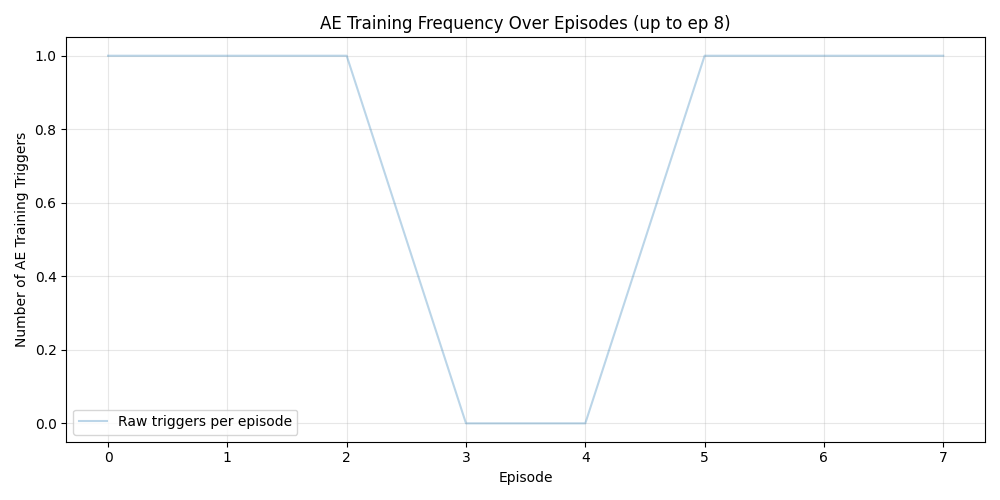 AE Training Frequency Over Episodes (up to ep 8)
Number of AE Training Triggers
1.0
0.8
0.6
0.4
0.2
0.0
Raw triggers per episode
0 1 2 3 4 5 6 7
Episode